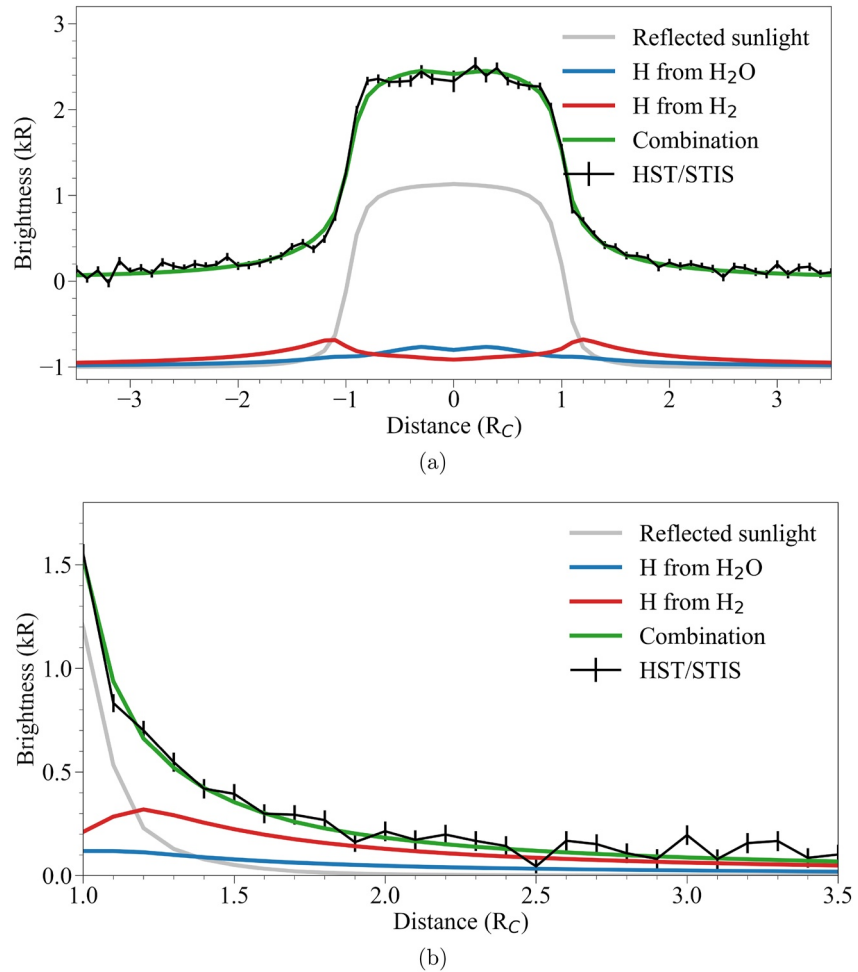 3
2
1
0
−1
Brightness (kR)
Reflected sunlight
H from H₂O
H from H₂
Combination
HST/STIS
−3 −2 −1 0 1 2 3
Distance (R_C)
(a)
1.5
1.0
0.5
0.0
Brightness (kR)
Reflected sunlight
H from H₂O
H from H₂
Combination
HST/STIS
1.0 1.5 2.0 2.5 3.0 3.5
Distance (R_C)
(b)